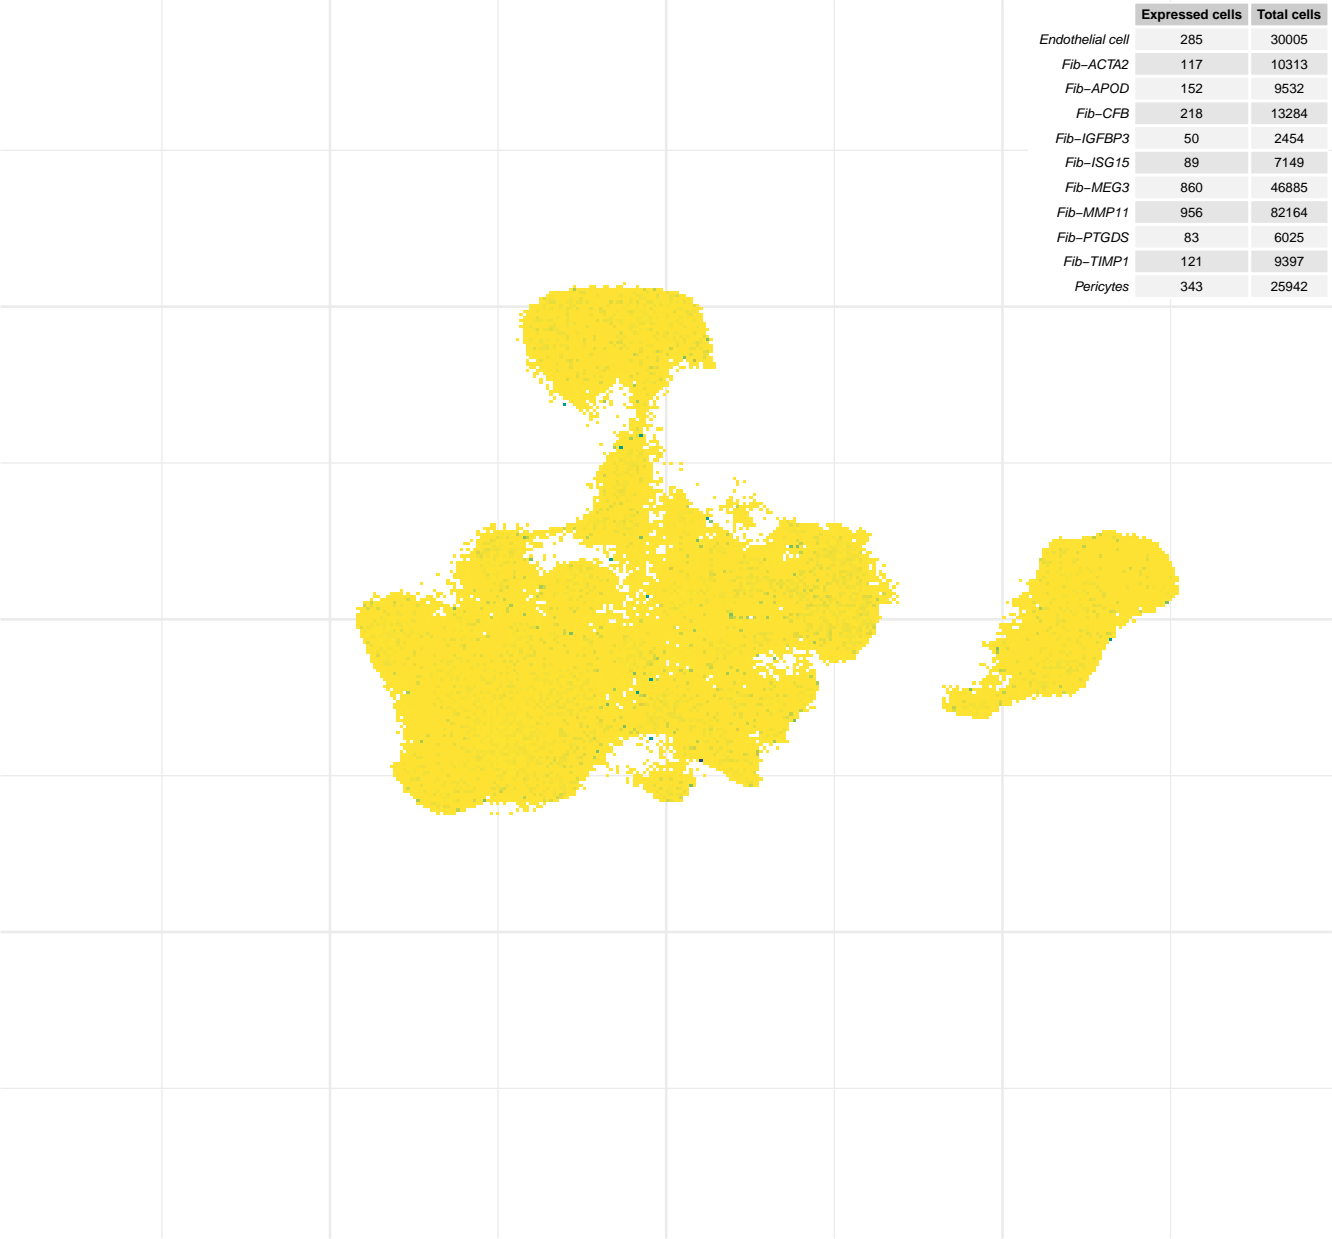 Expressed cells Total cells
Endothelial cell 285 30005
Fib−ACTA2 117 10313
Fib−APOD 152 9532
Fib−CFB 218 13284
Fib−IGFBP3 50 2454
Fib−ISG15 89 7149
Fib−MEG3 860 46885
Fib−MMP11 956 82164
Fib−PTGDS 83 6025
Fib−TIMP1 121 9397
Pericytes 343 25942